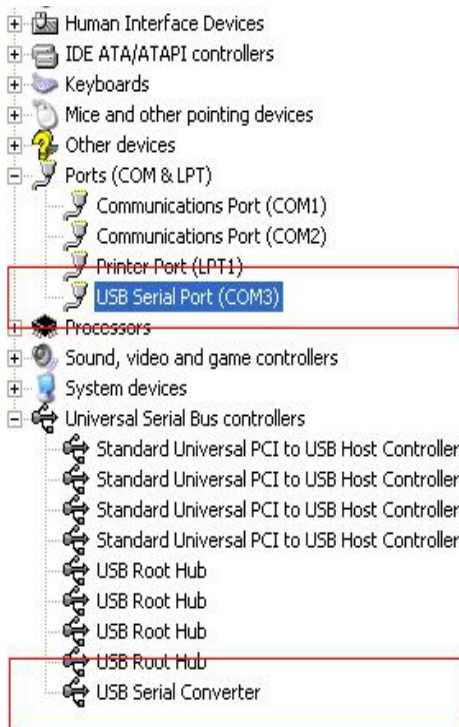 Human Interface Devices
IDE ATA/ATAPI controllers
Keyboards
Mice and other pointing devices
Other devices
Ports (COM & LPT)
Communications Port (COM1)
Communications Port (COM2)
Printer Port (LPT1)
USB Serial Port (COM3)
Processors
Sound, video and game controllers
System devices
Universal Serial Bus controllers
Standard Universal PCI to USB Host Controller
Standard Universal PCI to USB Host Controller
Standard Universal PCI to USB Host Controller
Standard Universal PCI to USB Host Controller
USB Root Hub
USB Root Hub
USB Root Hub
USB Root Hub
USB Serial Converter